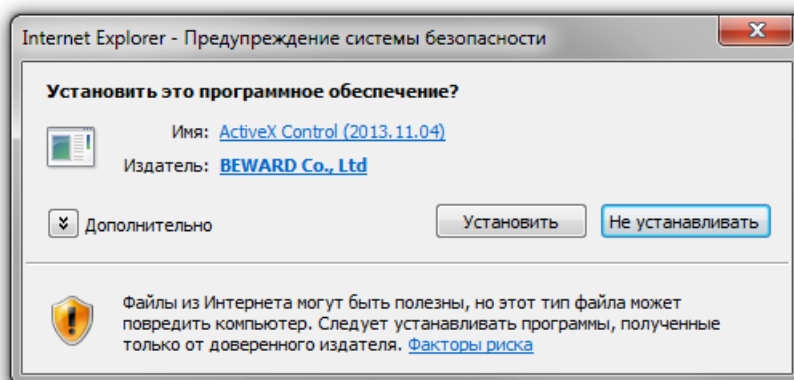 Internet Explorer - Предупреждение системы безопасности
Установить это программное обеспечение?
Имя: ActiveX Control (2013.11.04)
Издатель: BEWARD Co., Ltd
Дополнительно Установить Не устанавливать
Файлы из Интернета могут быть полезны, но этот тип файла может
повредить компьютер. Следует устанавливать программы, полученные
только от доверенного издателя. Факторы риска